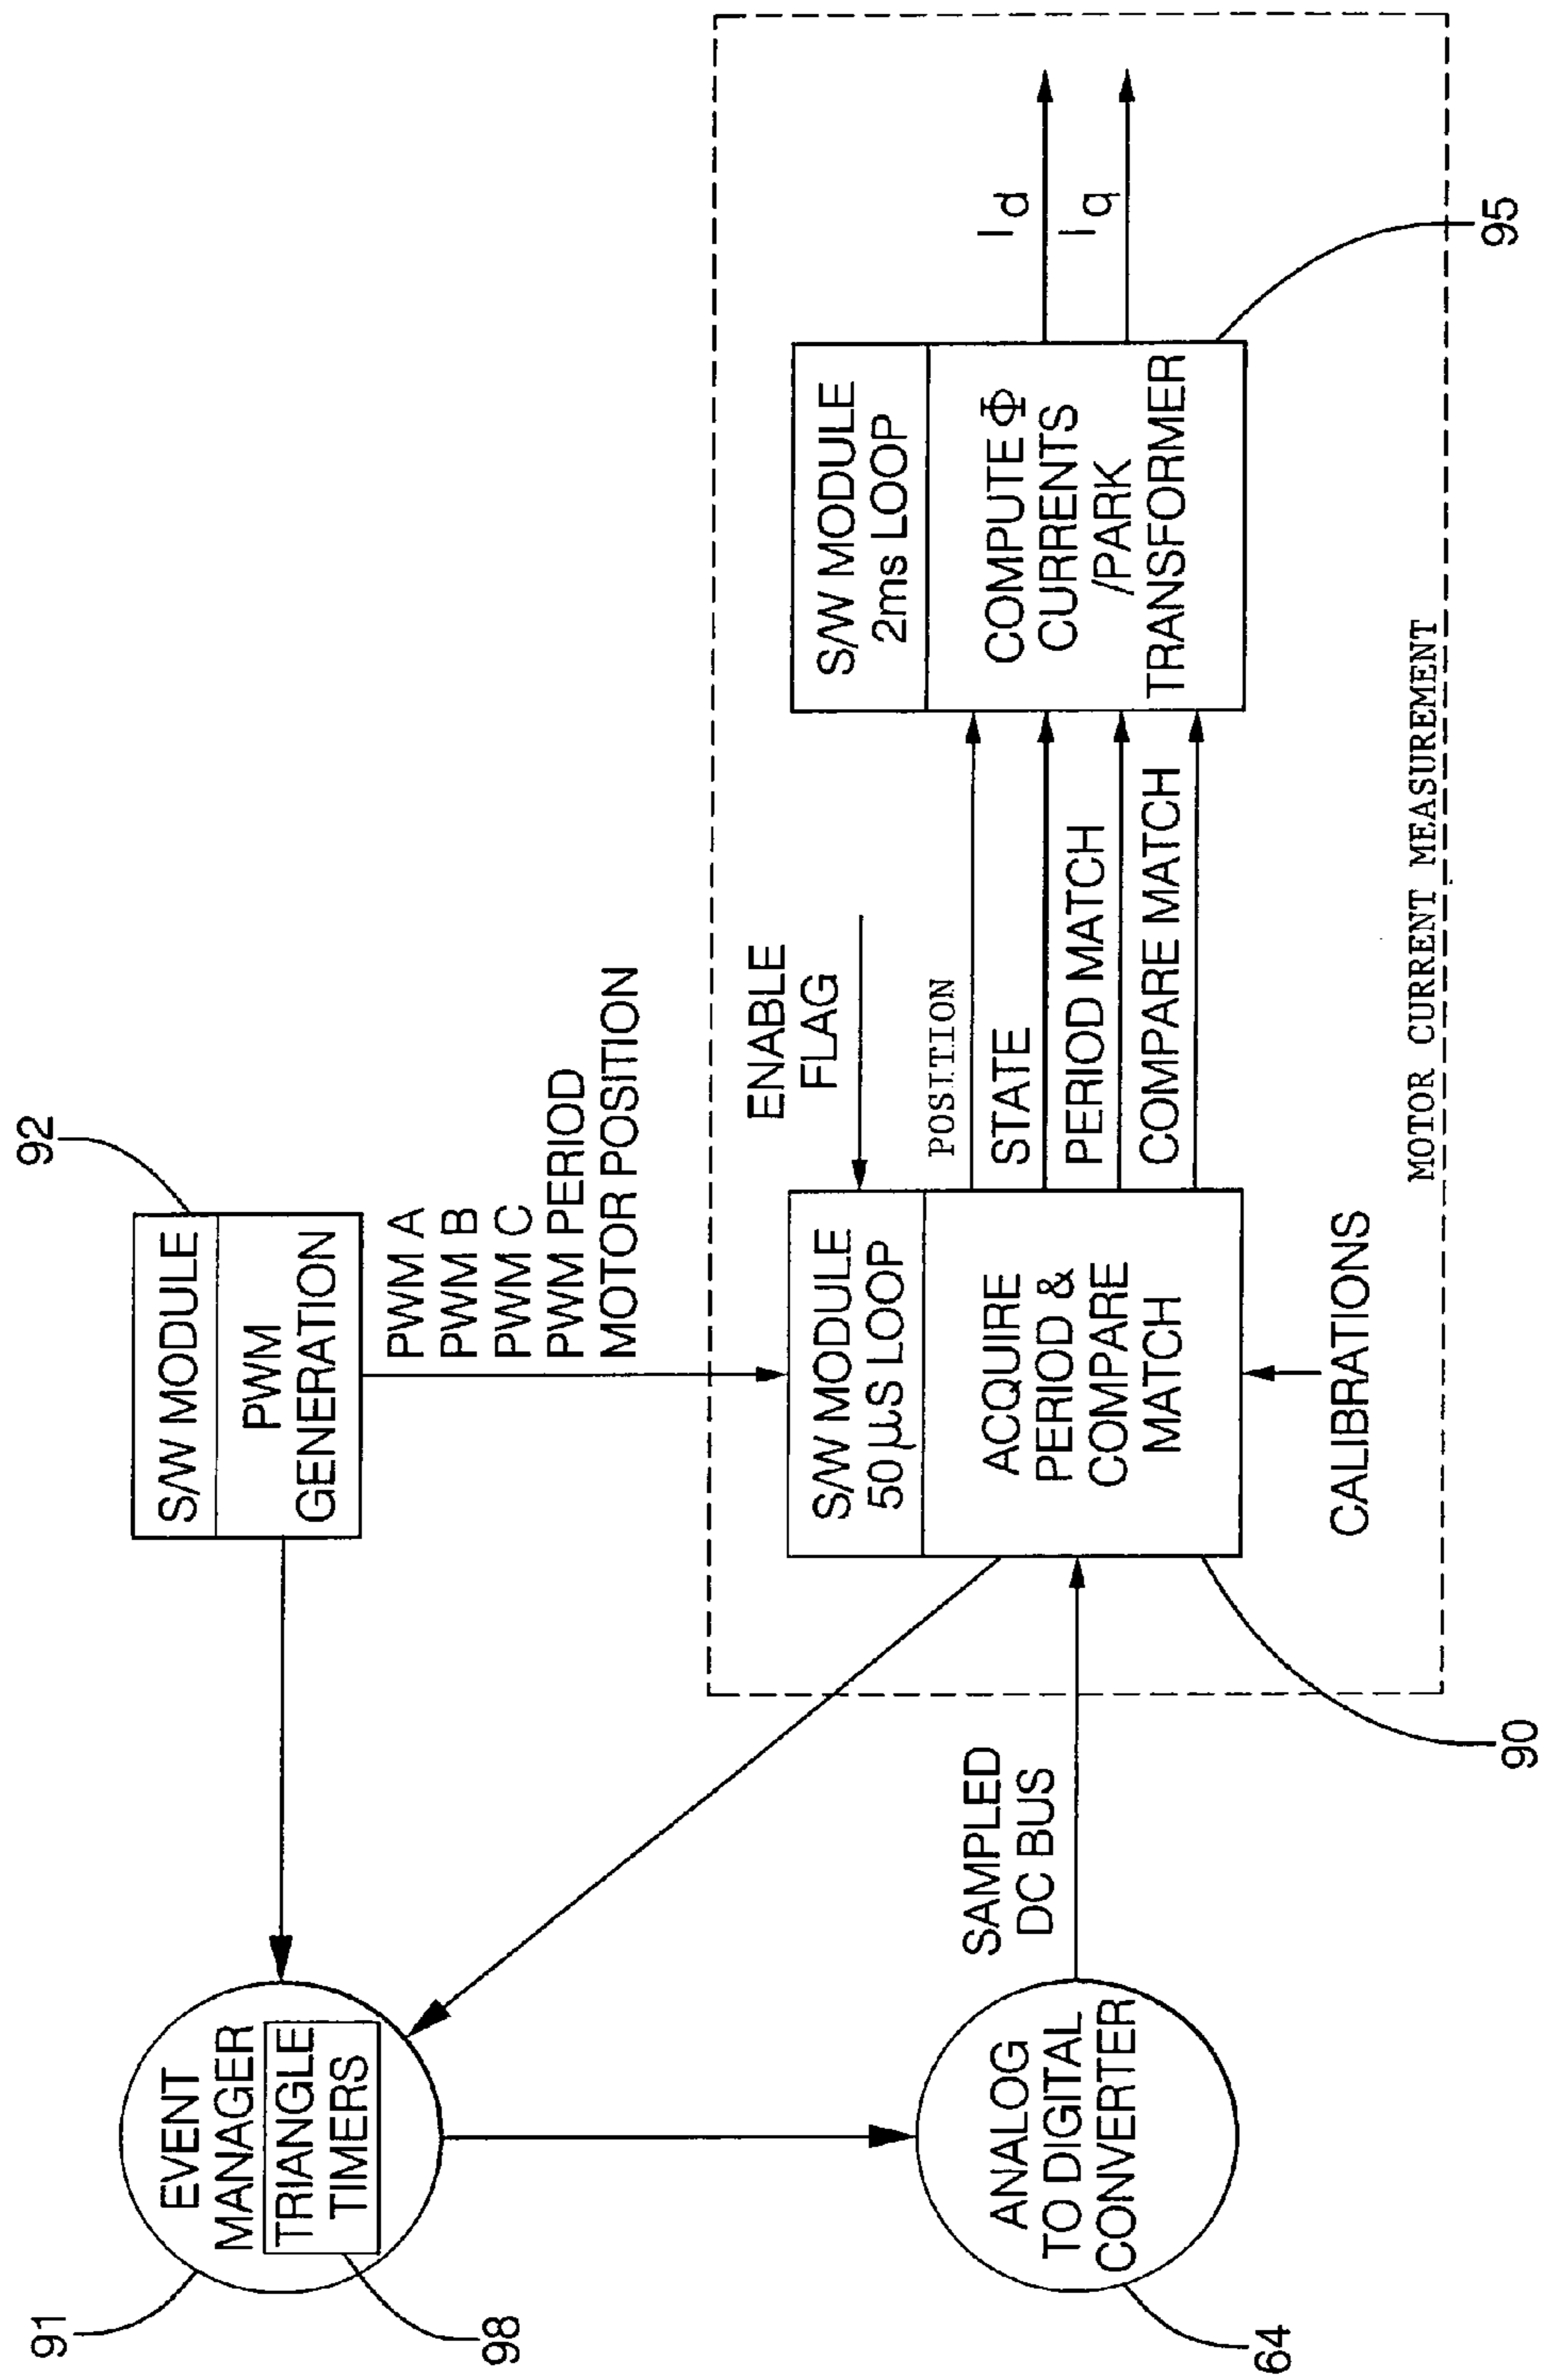 91
EVENT
MANAGER
TRIANGLE
TIMERS
98
92
S/W MODULE
PWM
GENERATION
PWM A
PWM B
PWM C
PWM PERIOD
MOTOR POSITION
64
ANALOG
TO DIGITAL
CONVERTER
SAMPLED
DC BUS
90
S/W MODULE
50 μS LOOP
ACQUIRE
PERIOD &
COMPARE
MATCH
CALIBRATIONS
ENABLE
FLAG
POSITION
STATE
PERIOD MATCH
COMPARE MATCH
S/W MODULE
2ms LOOP
COMPUTE Φ
CURRENTS
/PARK
TRANSFORMER
Id
Iq
95
MOTOR CURRENT MEASUREMENT